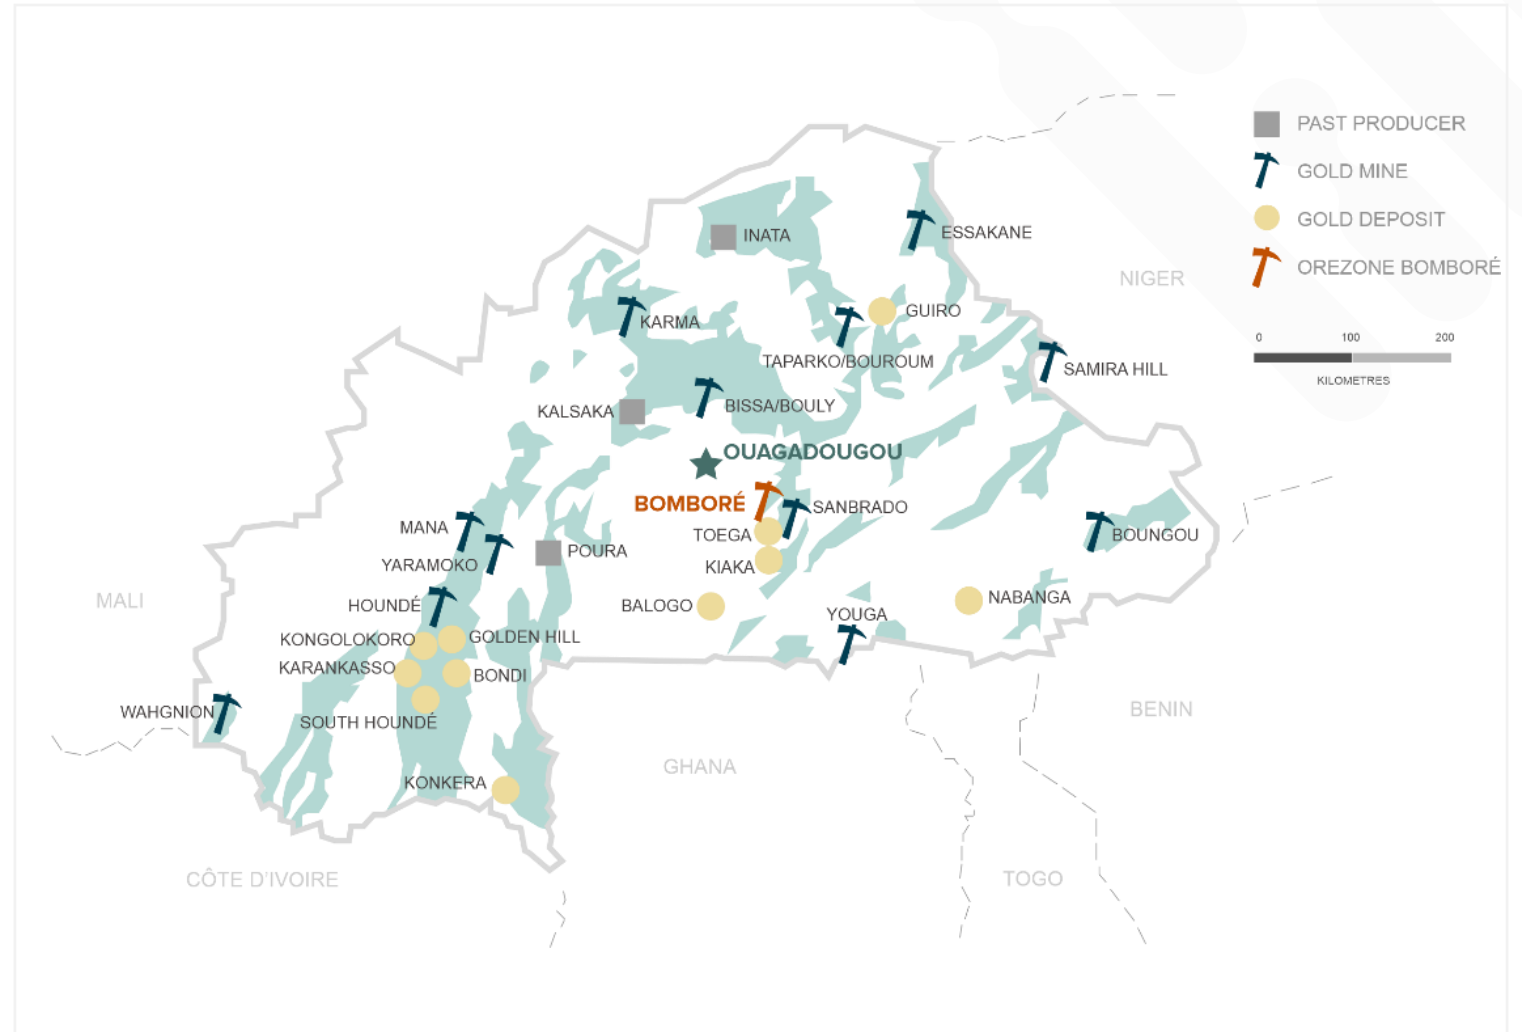 PAST PRODUCER
GOLD MINE
GOLD DEPOSIT
OREZONE BOMBORÉ
0 100 200
KILOMETRES
INATA
ESSAKANE
NIGER
GUIRO
KARMA
TAPARKO/BOUROUM
SAMIRA HILL
KALSAKA
BISSA/BOULY
OUAGADOUGOU
BOMBORÉ
SANBRADO
MANA
TOEGA
BOUNGOU
YARAMOKO
POURA
KIAKA
MALI
HOUNDÉ
BALOGO
NABANGA
YOUGA
KONGOLOKORO
GOLDEN HILL
KARANKASSO
BONDI
WAHGNION
SOUTH HOUNDÉ
BENIN
GHANA
KONKERA
CÔTE D'IVOIRE
TOGO